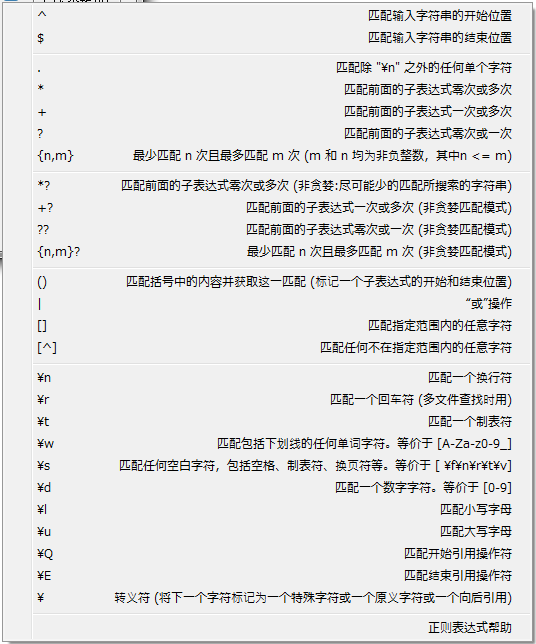 ^ 匹配输入字符串的开始位置
$ 匹配输入字符串的结束位置
. 匹配除 "¥n" 之外的任何单个字符
* 匹配前面的子表达式零次或多次
+ 匹配前面的子表达式一次或多次
? 匹配前面的子表达式零次或一次
{n,m} 最少匹配 n 次且最多匹配 m 次 (m 和 n 均为非负整数，其中n <= m)
*? 匹配前面的子表达式零次或多次 (非贪婪:尽可能少的匹配所搜索的字符串)
+? 匹配前面的子表达式一次或多次 (非贪婪匹配模式)
?? 匹配前面的子表达式零次或一次 (非贪婪匹配模式)
{n,m}? 最少匹配 n 次且最多匹配 m 次 (非贪婪匹配模式)
() 匹配括号中的内容并获取这一匹配 (标记一个子表达式的开始和结束位置)
| “或”操作
[] 匹配指定范围内的任意字符
[^] 匹配任何不在指定范围内的任意字符
¥n 匹配一个换行符
¥r 匹配一个回车符 (多文件查找时用)
¥t 匹配一个制表符
¥w 匹配包括下划线的任何单词字符。等价于 [A-Za-z0-9_]
¥s 匹配任何空白字符，包括空格、制表符、换页符等。等价于 [ ¥f¥n¥r¥t¥v]
¥d 匹配一个数字字符。等价于 [0-9]
¥l 匹配小写字母
¥u 匹配大写字母
¥Q 匹配开始引用操作符
¥E 匹配结束引用操作符
¥ 转义符 (将下一个字符标记为一个特殊字符或一个原义字符或一个向后引用)
正则表达式帮助